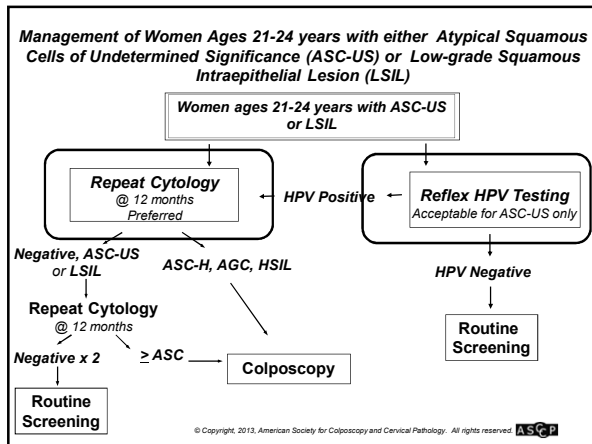 Management of Women Ages 21-24 years with either Atypical Squamous
Cells of Undetermined Significance (ASC-US) or Low-grade Squamous
Intraepithelial Lesion (LSIL)
Women ages 21-24 years with ASC-US
or LSIL
Repeat Cytology
@ 12 months
Preferred
HPV Positive
Reflex HPV Testing
Acceptable for ASC-US only
Negative, ASC-US
or LSIL
ASC-H, AGC, HSIL
HPV Negative
Repeat Cytology
@ 12 months
Negative x 2
≥ ASC
Colposcopy
Routine
Screening
Routine
Screening
© Copyright, 2013, American Society for Colposcopy and Cervical Pathology. All rights reserved.
ASCCP